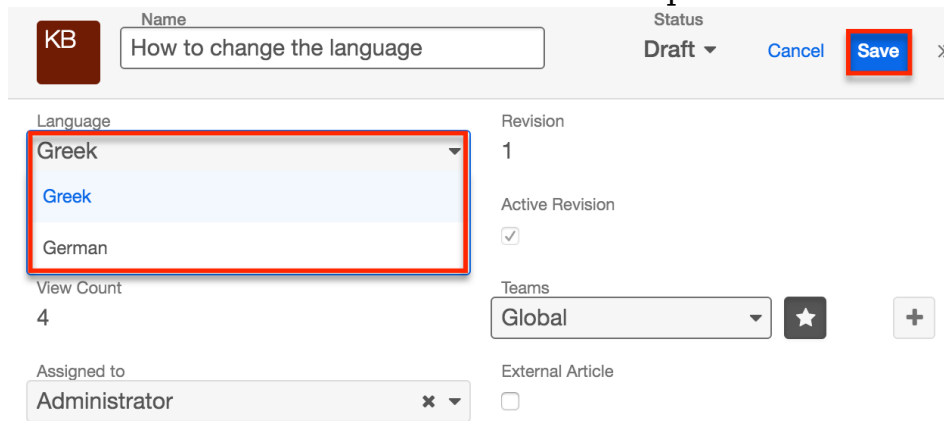 Name
Status
KB
How to change the language
Draft
Cancel
Save
Language
Revision
Greek
1
Greek
Active Revision
German
View Count
Teams
4
Global
Assigned to
External Article
Administrator